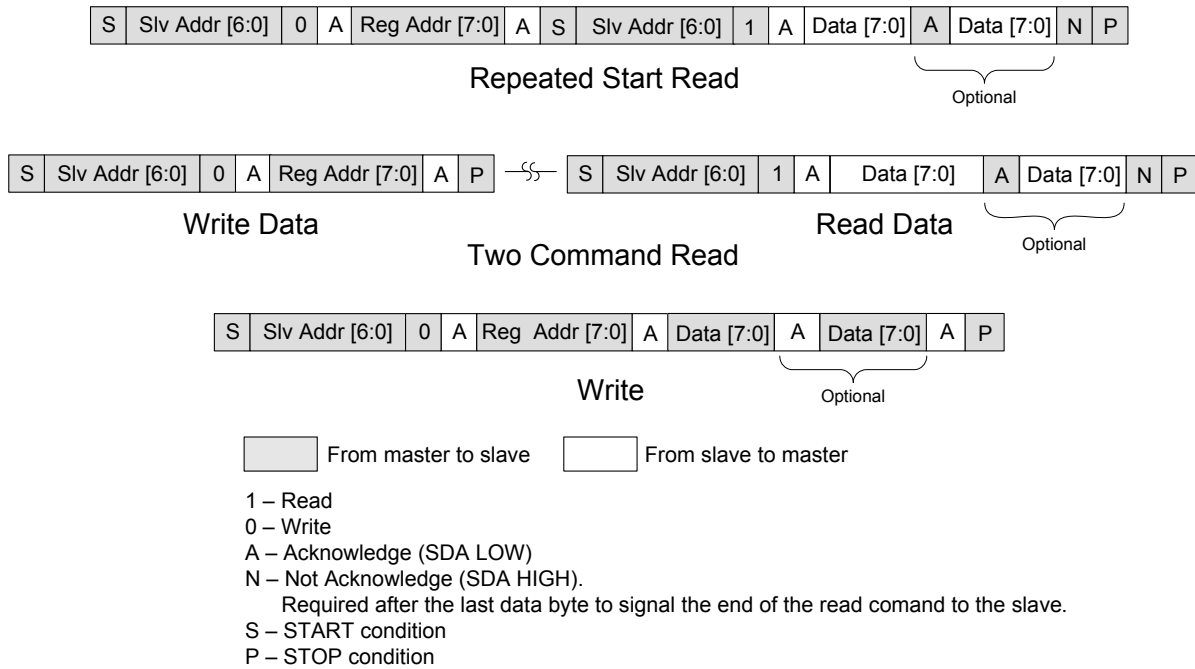 S Slv Addr [6:0] 0 A Reg Addr [7:0] A S Slv Addr [6:0] 1 A Data [7:0] A Data [7:0] N P
Repeated Start Read
Optional
S Slv Addr [6:0] 0 A Reg Addr [7:0] A P S Slv Addr [6:0] 1 A Data [7:0] A Data [7:0] N P
Write Data
Read Data
Optional
Two Command Read
S Slv Addr [6:0] 0 A Reg Addr [7:0] A Data [7:0] A Data [7:0] A P
Write
Optional
From master to slave
From slave to master
1 – Read
0 – Write
A – Acknowledge (SDA LOW)
N – Not Acknowledge (SDA HIGH).
Required after the last data byte to signal the end of the read comand to the slave.
S – START condition
P – STOP condition